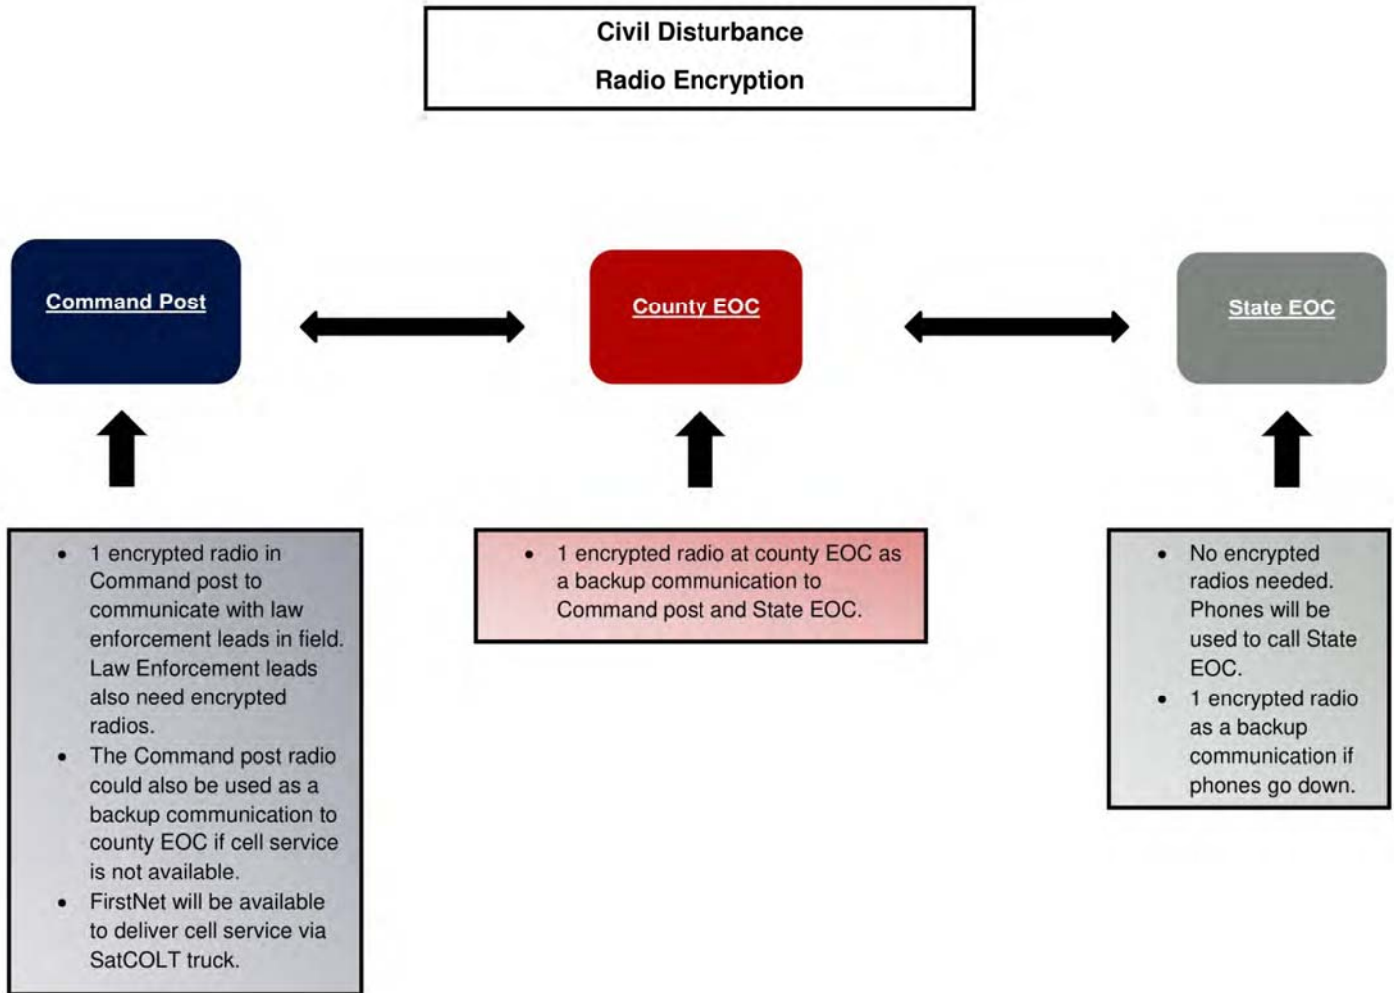 Civil Disturbance
Radio Encryption
Command Post
County EOC
State EOC
• 1 encrypted radio in
Command post to
communicate with law
enforcement leads in field.
Law Enforcement leads
also need encrypted
radios.
• The Command post radio
could also be used as a
backup communication to
county EOC if cell service
is not available.
• FirstNet will be available
to deliver cell service via
SatCOLT truck.
• 1 encrypted radio at county EOC as
a backup communication to
Command post and State EOC.
• No encrypted
radios needed.
Phones will be
used to call State
EOC.
• 1 encrypted radio
as a backup
communication if
phones go down.